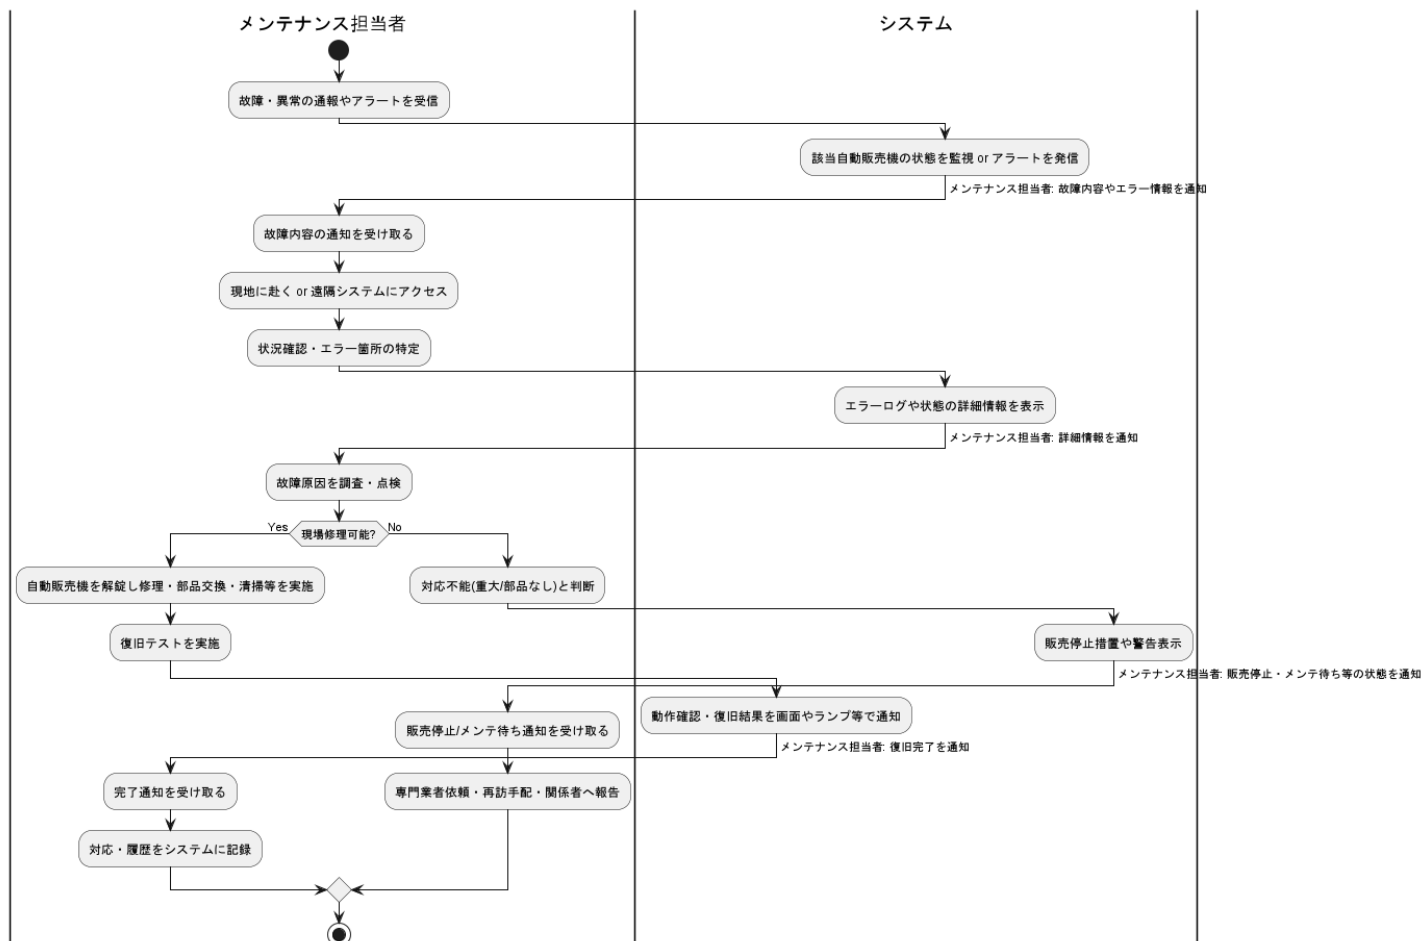 メンテナンス担当者
システム
故障・異常の通報やアラートを受信
該当自動販売機の状態を監視 or アラートを発信
メンテナンス担当者: 故障内容やエラー情報を通知
故障内容の通知を受け取る
現地に赴く or 遠隔システムにアクセス
状況確認・エラー箇所の特定
エラーログや状態の詳細情報を表示
メンテナンス担当者: 詳細情報を通知
故障原因を調査・点検
Yes
現場修理可能?
No
自動販売機を解錠し修理・部品交換・清掃等を実施
対応不能(重大/部品なし)と判断
復旧テストを実施
販売停止措置や警告表示
メンテナンス担当者: 販売停止・メンテ待ち等の状態を通知
動作確認・復旧結果を画面やランプ等で通知
販売停止/メンテ待ち通知を受け取る
メンテナンス担当者: 復旧完了を通知
完了通知を受け取る
専門業者依頼・再訪手配・関係者へ報告
対応・履歴をシステムに記録